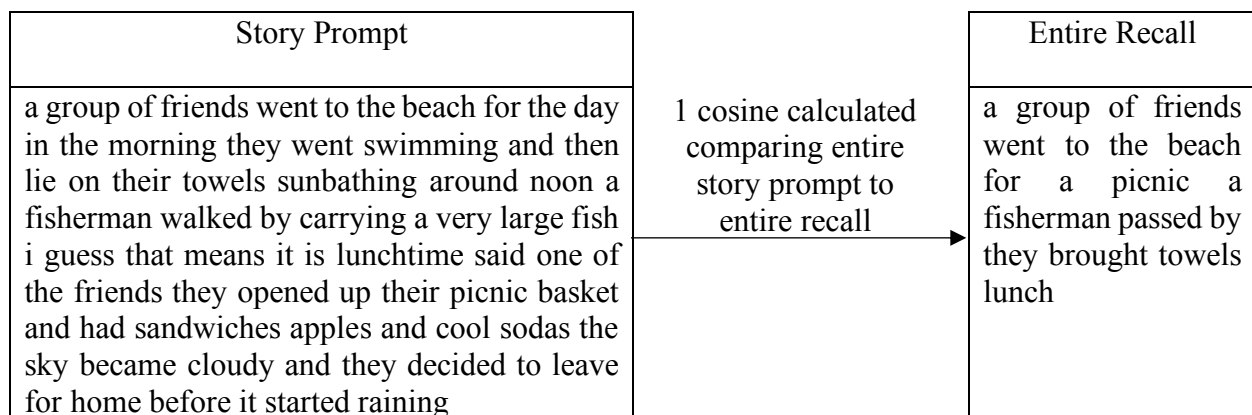 Story Prompt
a group of friends went to the beach for the day
in the morning they went swimming and then
lie on their towels sunbathing around noon a
fisherman walked by carrying a very large fish
i guess that means it is lunchtime said one of
the friends they opened up their picnic basket
and had sandwiches apples and cool sodas the
sky became cloudy and they decided to leave
for home before it started raining
1 cosine calculated
comparing entire
story prompt to
entire recall
Entire Recall
a group of friends
went to the beach
for a picnic a
fisherman passed by
they brought towels
lunch